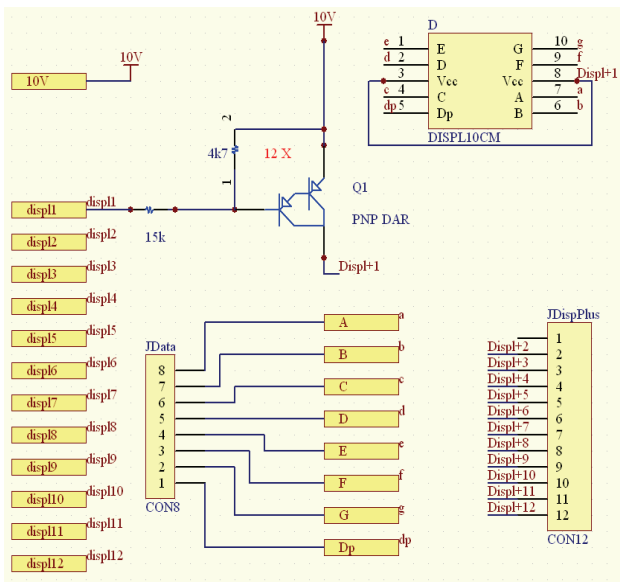 10V
10V
10V
2
4k7
12 X
1
Q1
PNP DAR
15k
Displ+1
D
e 1 E G 10 g
d 2 D F 9 f
3 Vcc Vcc 8 Displ+1
c 4 C A 7 a
dp 5 Dp B 6 b
DISPL10CM
displ1 displ1
displ2 displ2
displ3 displ3
displ4 displ4
displ5 displ5
displ6 displ6
displ7 displ7
displ8 displ8
displ9 displ9
displ10 displ10
displ11 displ11
displ12 displ12
JData
8
7
6
5
4
3
2
1
CON8
A a
B b
C c
D d
E e
F f
G g
Dp dp
JDispPlus
1
Displ+2 2
Displ+3 3
Displ+4 4
Displ+5 5
Displ+6 6
Displ+7 7
Displ+8 8
Displ+9 9
Displ+10 10
Displ+11 11
Displ+12 12
CON12